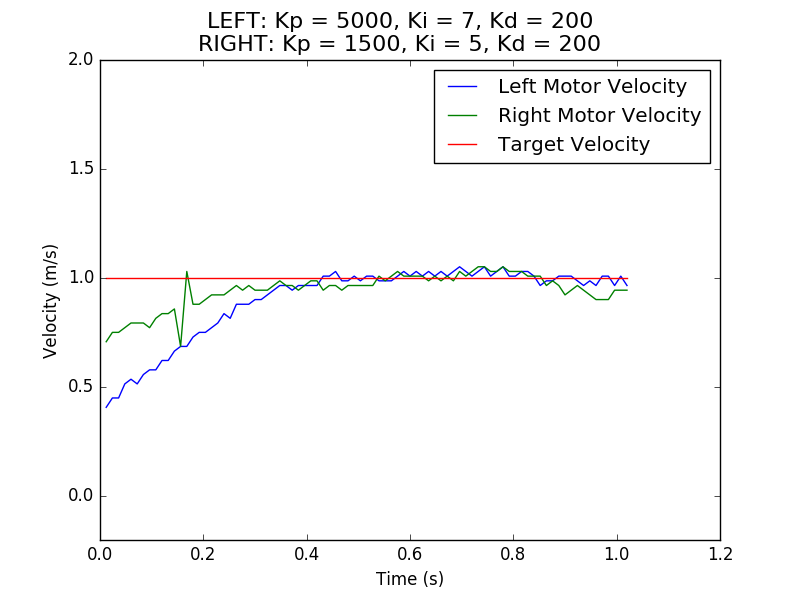 LEFT: Kp = 5000, Ki = 7, Kd = 200
RIGHT: Kp = 1500, Ki = 5, Kd = 200
Left Motor Velocity
Right Motor Velocity
Target Velocity
2.0
1.5
1.0
0.5
0.0
Velocity (m/s)
0.0 0.2 0.4 0.6 0.8 1.0 1.2
Time (s)